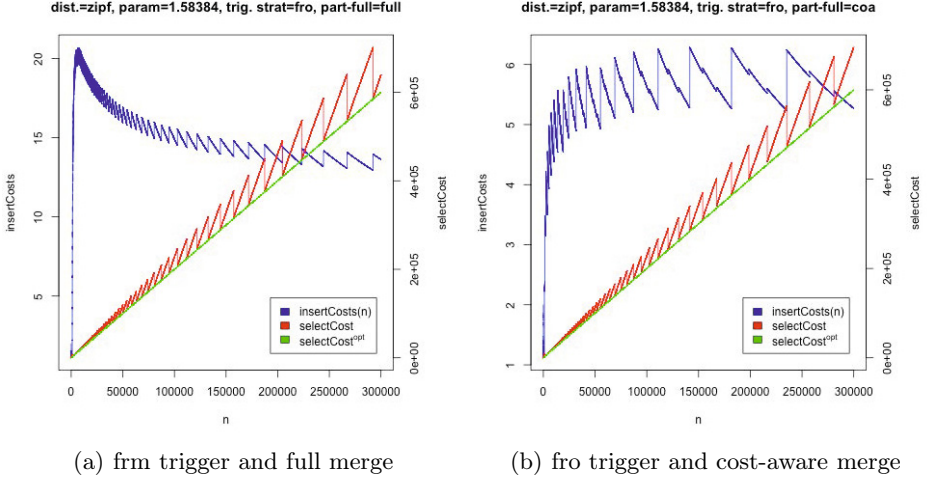 dist.=zipf, param=1.58384, trig. strat=fro, part-full=full
20
15
10
5
insertCosts
6e+05
4e+05
2e+05
0e+00
selectCost
insertCosts(n)
selectCost
selectCost^opt
0 50000 100000 150000 200000 250000 300000
n
(a) frm trigger and full merge
dist.=zipf, param=1.58384, trig. strat=fro, part-full=coa
6
5
4
3
2
1
insertCosts
6e+05
4e+05
2e+05
0e+00
selectCost
insertCosts(n)
selectCost
selectCost^opt
0 50000 100000 150000 200000 250000 300000
n
(b) fro trigger and cost-aware merge